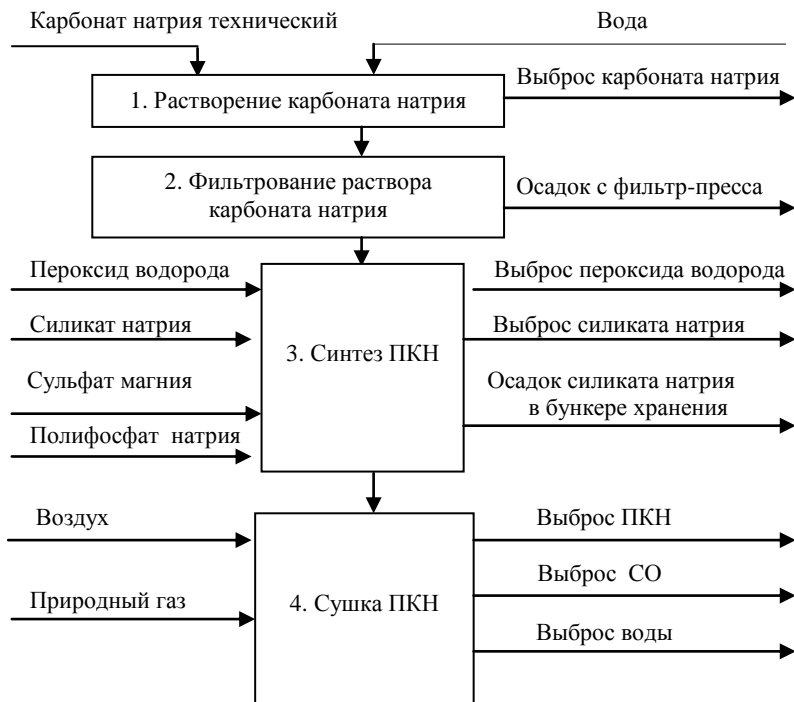 Карбонат натрия технический
Вода
1. Растворение карбоната натрия
Выброс карбоната натрия
2. Фильтрование раствора
карбоната натрия
Осадок с фильтр-пресса
Пероксид водорода
Силикат натрия
Сульфат магния
Полифосфат натрия
3. Синтез ПКН
Выброс пероксида водорода
Выброс силиката натрия
Осадок силиката натрия
в бункере хранения
Воздух
Природный газ
4. Сушка ПКН
Выброс ПКН
Выброс СО
Выброс воды